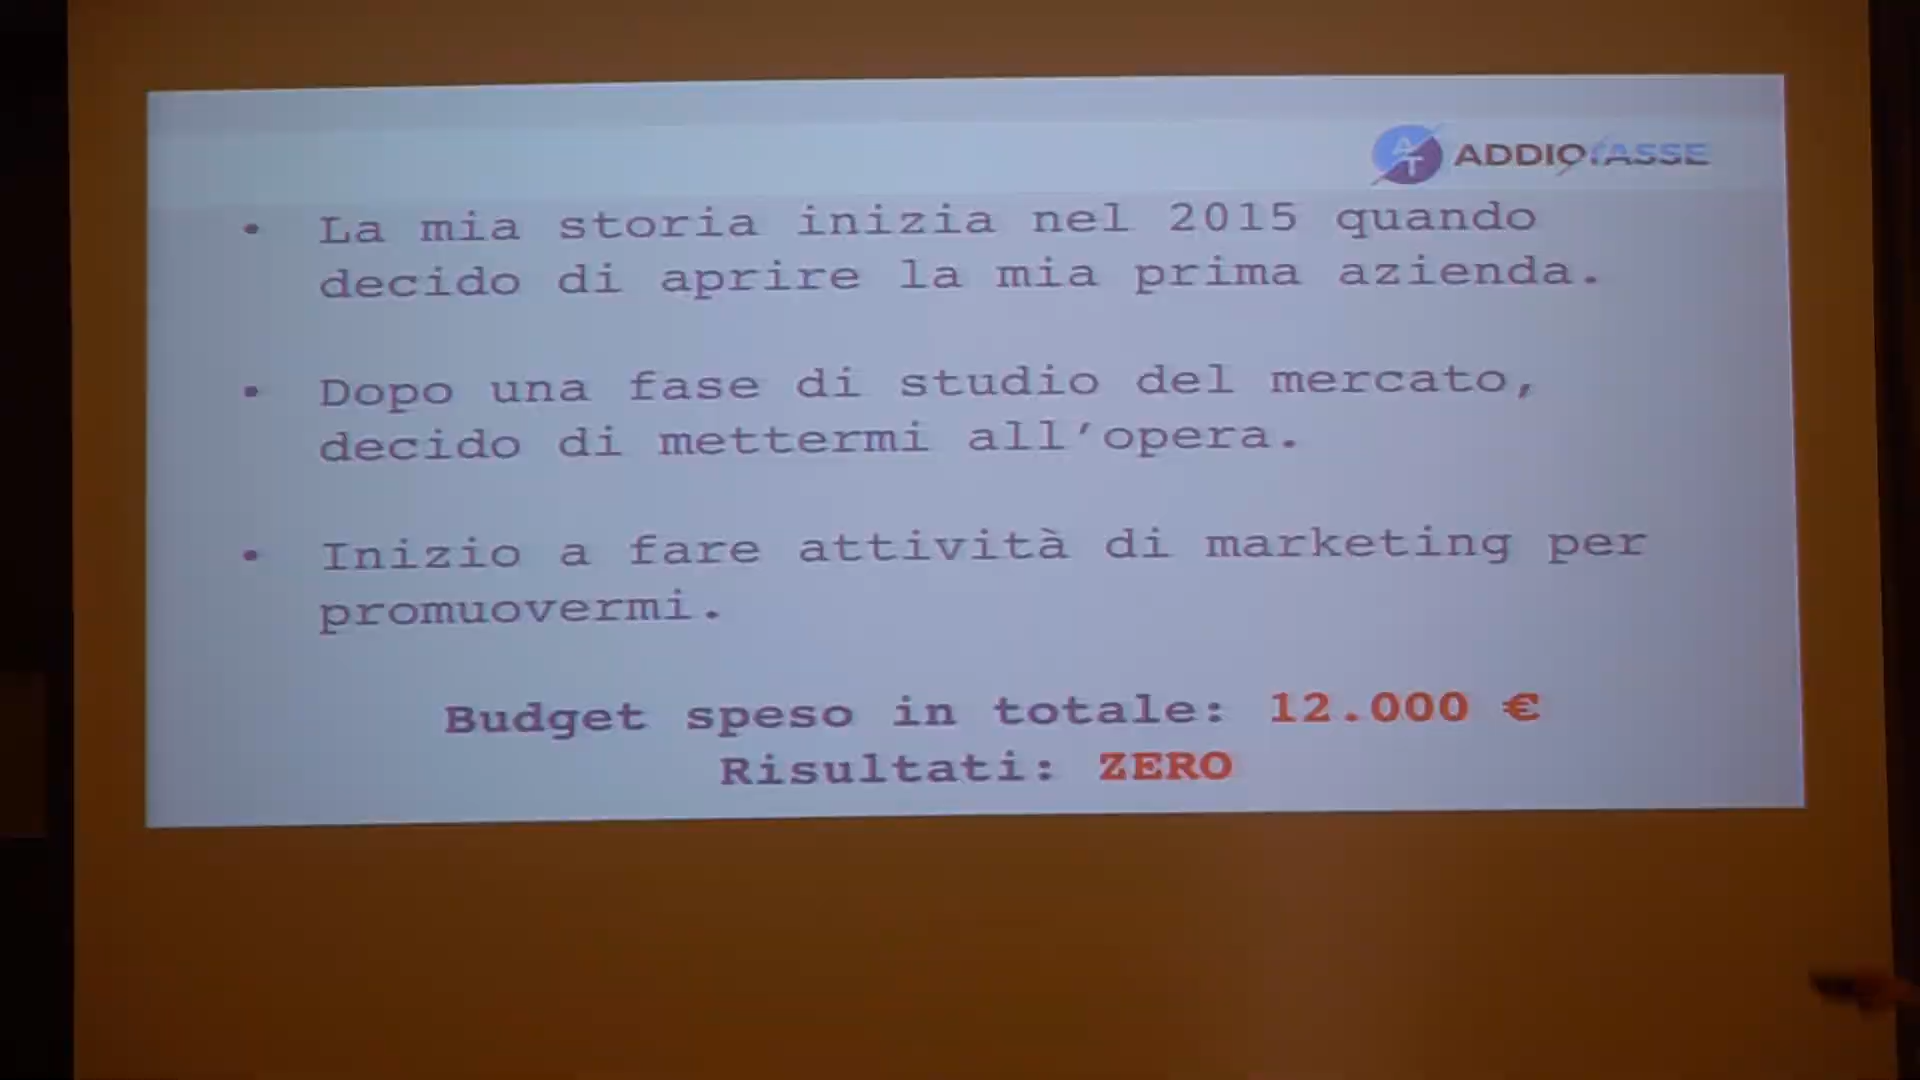 AT ADDIOTASSE
• La mia storia inizia nel 2015 quando
decido di aprire la mia prima azienda.
• Dopo una fase di studio del mercato,
decido di mettermi all’opera.
• Inizio a fare attività di marketing per
promuovermi.
Budget speso in totale: 12.000 €
Risultati: ZERO